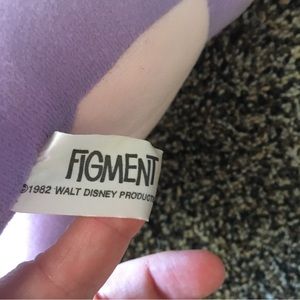 FIGMENT
©1982 WALT DISNEY PRODUCT